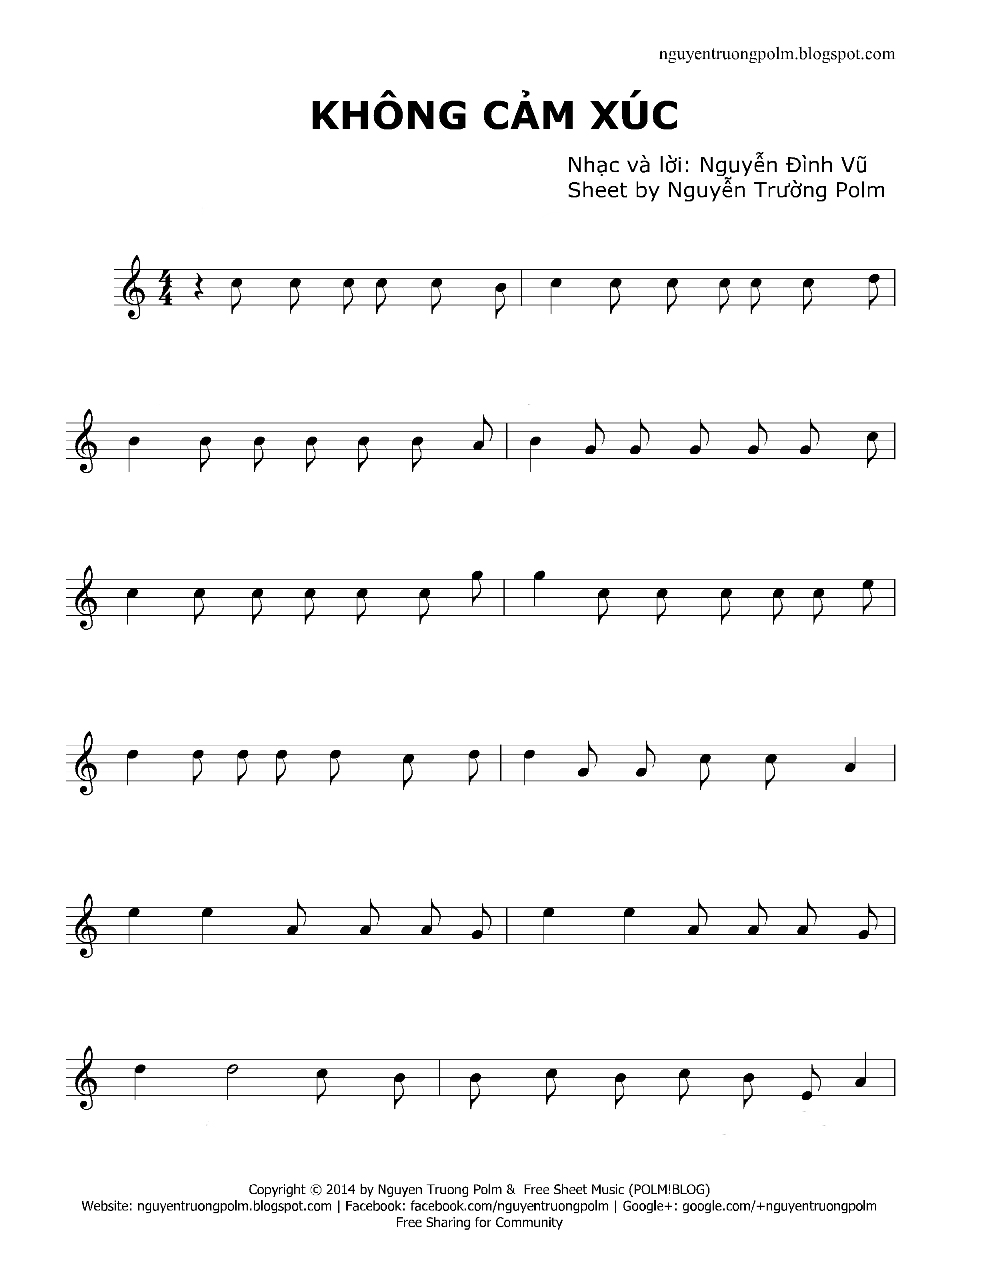 nguyentruongpolm.blogspot.com
KHÔNG CẢM XÚC
Nhạc và lời: Nguyễn Đình Vũ
Sheet by Nguyễn Trường Polm
4
4
Copyright © 2014 by Nguyen Truong Polm & Free Sheet Music (POLM!BLOG)
Website: nguyentruongpolm.blogspot.com | Facebook: facebook.com/nguyentruongpolm | Google+: google.com/+nguyentruongpolm
Free Sharing for Community